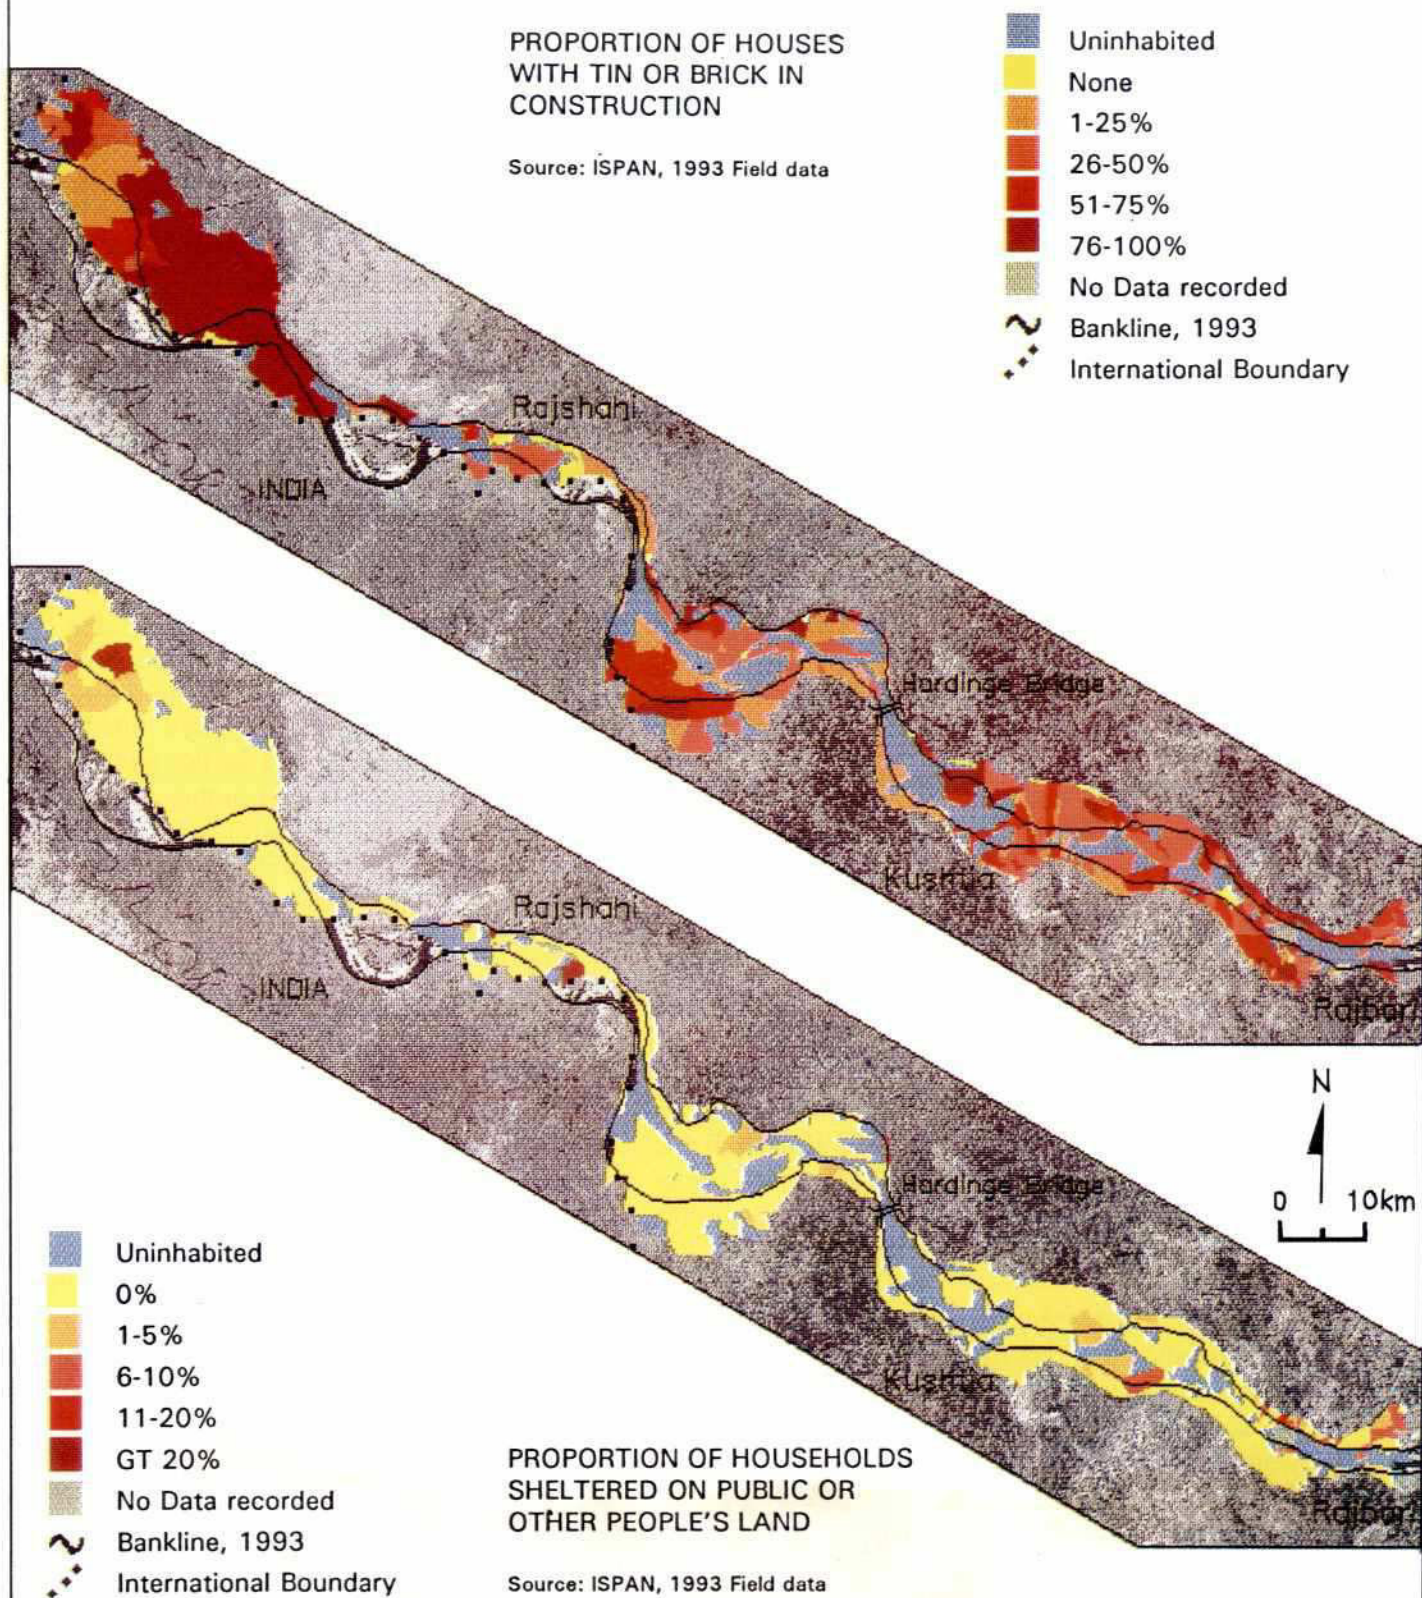 PROPORTION OF HOUSES
WITH TIN OR BRICK IN
CONSTRUCTION
Source: ISPAN, 1993 Field data
Uninhabited
None
1-25%
26-50%
51-75%
76-100%
No Data recorded
Bankline, 1993
International Boundary
Rajshahi
INDIA
Hardinge Bridge
Kushtia
Rajbari
Rajshahi
INDIA
Hardinge Bridge
Kushtia
Rajbari
N
0 10km
Uninhabited
0%
1-5%
6-10%
11-20%
GT 20%
No Data recorded
Bankline, 1993
International Boundary
PROPORTION OF HOUSEHOLDS
SHELTERED ON PUBLIC OR
OTHER PEOPLE'S LAND
Source: ISPAN, 1993 Field data